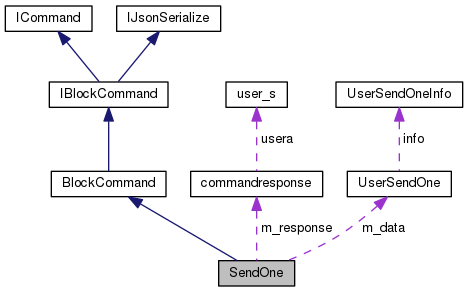 ICommand
IJsonSerialize
IBlockCommand
user_s
UserSendOneInfo
usera
info
BlockCommand
commandresponse
UserSendOne
m_response
m_data
SendOne